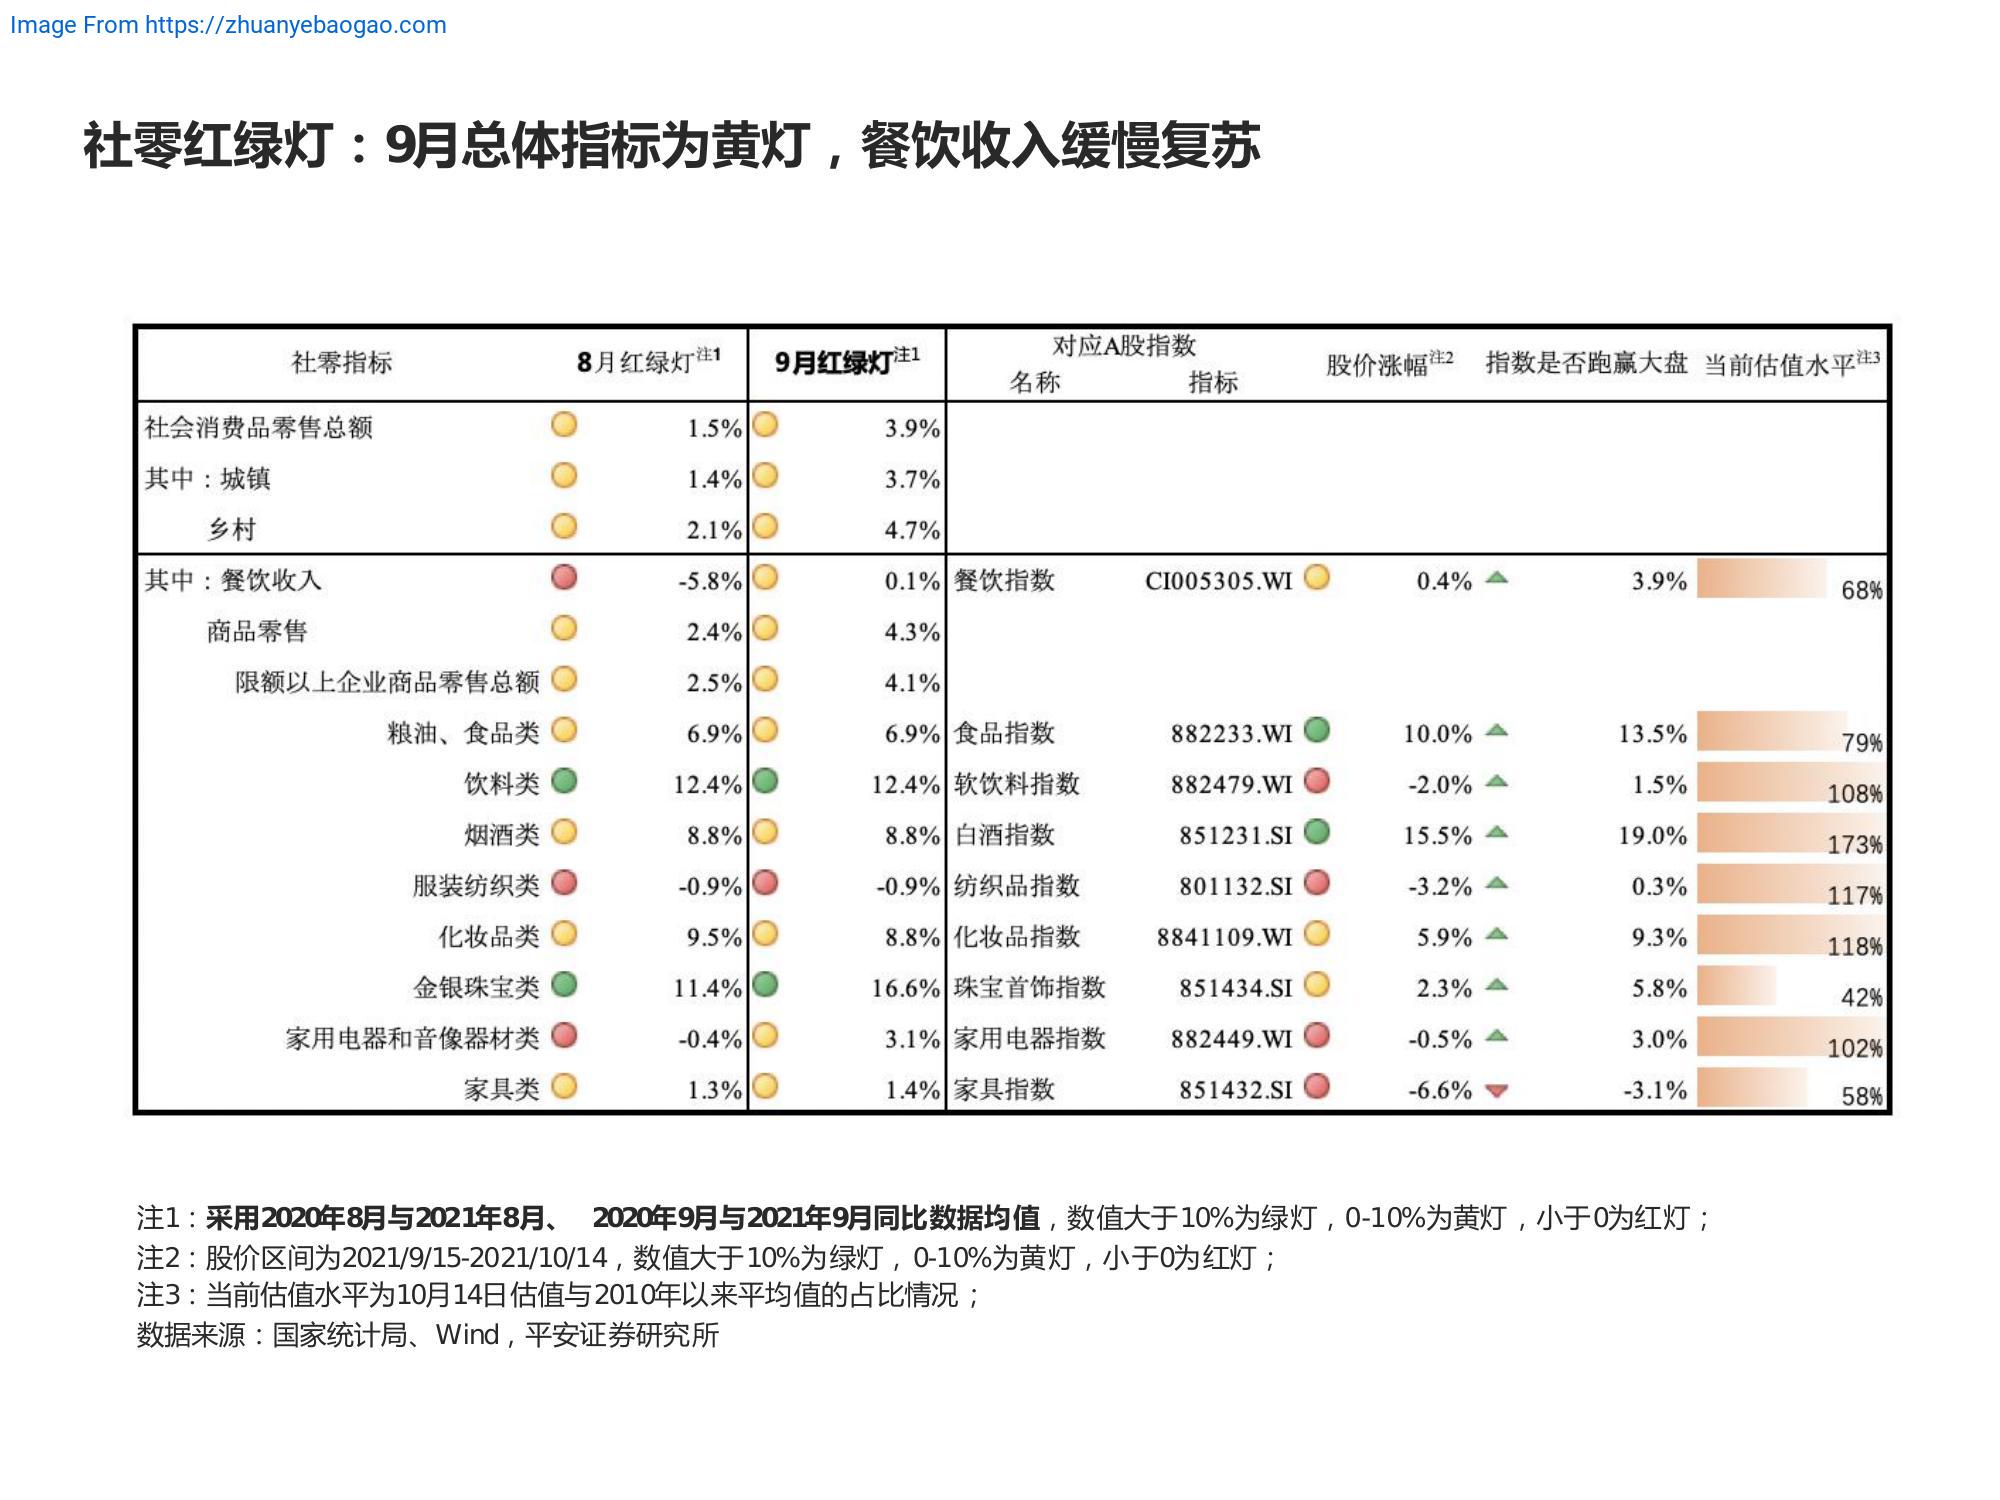 Image From https://zhuanyebaogao.com
社零红绿灯：9月总体指标为黄灯，餐饮收入缓慢复苏
社零指标 8月红绿灯注1 9月红绿灯注1 对应A股指数 股价涨幅注2 指数是否跑赢大盘 当前估值水平注3
名称 指标
社会消费品零售总额 1.5% 3.9%
其中：城镇 1.4% 3.7%
乡村 2.1% 4.7%
其中：餐饮收入 -5.8% 0.1% 餐饮指数 CI005305.WI 0.4% 3.9% 68%
商品零售 2.4% 4.3%
限额以上企业商品零售总额 2.5% 4.1%
粮油、食品类 6.9% 6.9% 食品指数 882233.WI 10.0% 13.5% 79%
饮料类 12.4% 12.4% 软饮料指数 882479.WI -2.0% 1.5% 108%
烟酒类 8.8% 8.8% 白酒指数 851231.SI 15.5% 19.0% 173%
服装纺织类 -0.9% -0.9% 纺织品指数 801132.SI -3.2% 0.3% 117%
化妆品类 9.5% 8.8% 化妆品指数 8841109.WI 5.9% 9.3% 118%
金银珠宝类 11.4% 16.6% 珠宝首饰指数 851434.SI 2.3% 5.8% 42%
家用电器和音像器材类 -0.4% 3.1% 家用电器指数 882449.WI -0.5% 3.0% 102%
家具类 1.3% 1.4% 家具指数 851432.SI -6.6% -3.1% 58%
注1：采用2020年8月与2021年8月、 2020年9月与2021年9月同比数据均值，数值大于10%为绿灯，0-10%为黄灯，小于0为红灯；
注2：股价区间为2021/9/15-2021/10/14，数值大于10%为绿灯，0-10%为黄灯，小于0为红灯；
注3：当前估值水平为10月14日估值与2010年以来平均值的占比情况；
数据来源：国家统计局、Wind，平安证券研究所